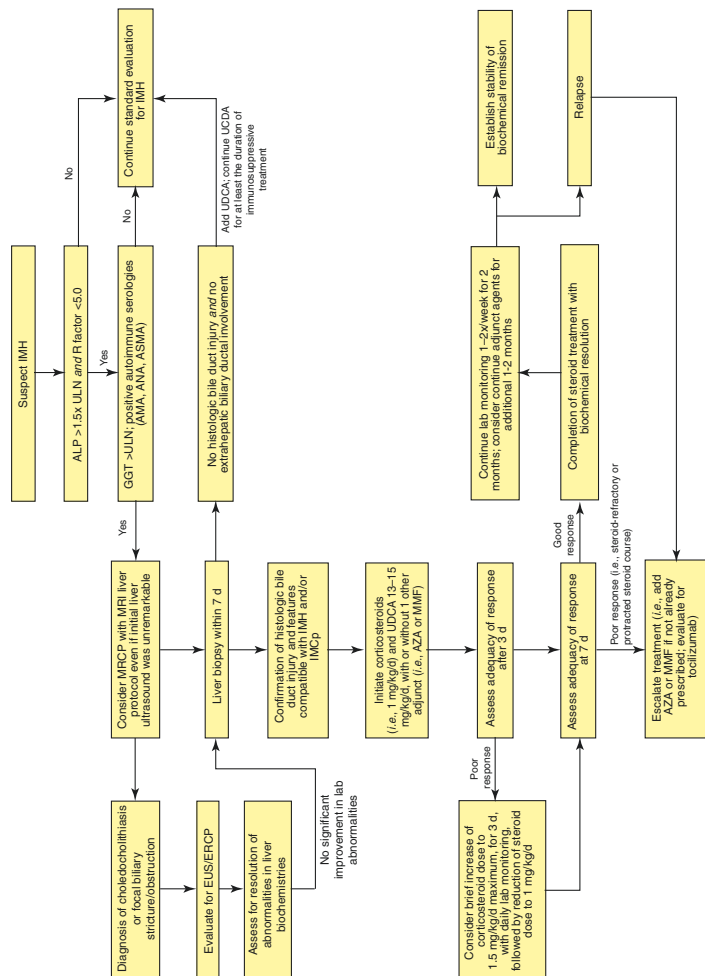 Suspect IMH
ALP >1.5x ULN and R factor <5.0
No
Yes
GGT >ULN; positive autoimmune serologies
(AMA, ANA, ASMA)
No
Continue standard evaluation
for IMH
Yes
Consider MRCP with MRI liver
protocol even if initial liver
ultrasound was unremarkable
Diagnosis of choledocholithiasis
or focal biliary
stricture/obstruction
Evaluate for EUS/ERCP
Assess for resolution of
abnormalities in liver
biochemistries
No significant
improvement in lab
abnormalities
Liver biopsy within 7 d
No histologic bile duct injury and no
extrahepatic biliary ductal involvement
Add UDCA; continue UCDA
for at least the duration of
immunosuppressive
treatment
Confirmation of histologic bile
duct injury and features
compatible with IMH and/or
IMCp
Initiate corticosteroids
(i.e., 1 mg/kg/d) and UDCA 13–15
mg/kg/d, with or without 1 other
adjunct (i.e., AZA or MMF)
Assess adequacy of response
after 3 d
Poor
response
Consider brief increase of
corticosteroid dose to
1.5 mg/kg/d maximum, for 3 d,
with daily lab monitoring,
followed by reduction of steroid
dose to 1 mg/kg/d
Assess adequacy of response
at 7 d
Good
response
Completion of steroid treatment with
biochemical resolution
Continue lab monitoring 1–2x/week for 2
months; consider continue adjunct agents for
additional 1-2 months
Establish stability of
biochemical remission
Relapse
Poor response (i.e., steroid-refractory or
protracted steroid course)
Escalate treatment (i.e., add
AZA or MMF if not already
prescribed; evaluate for
tocilizumab)